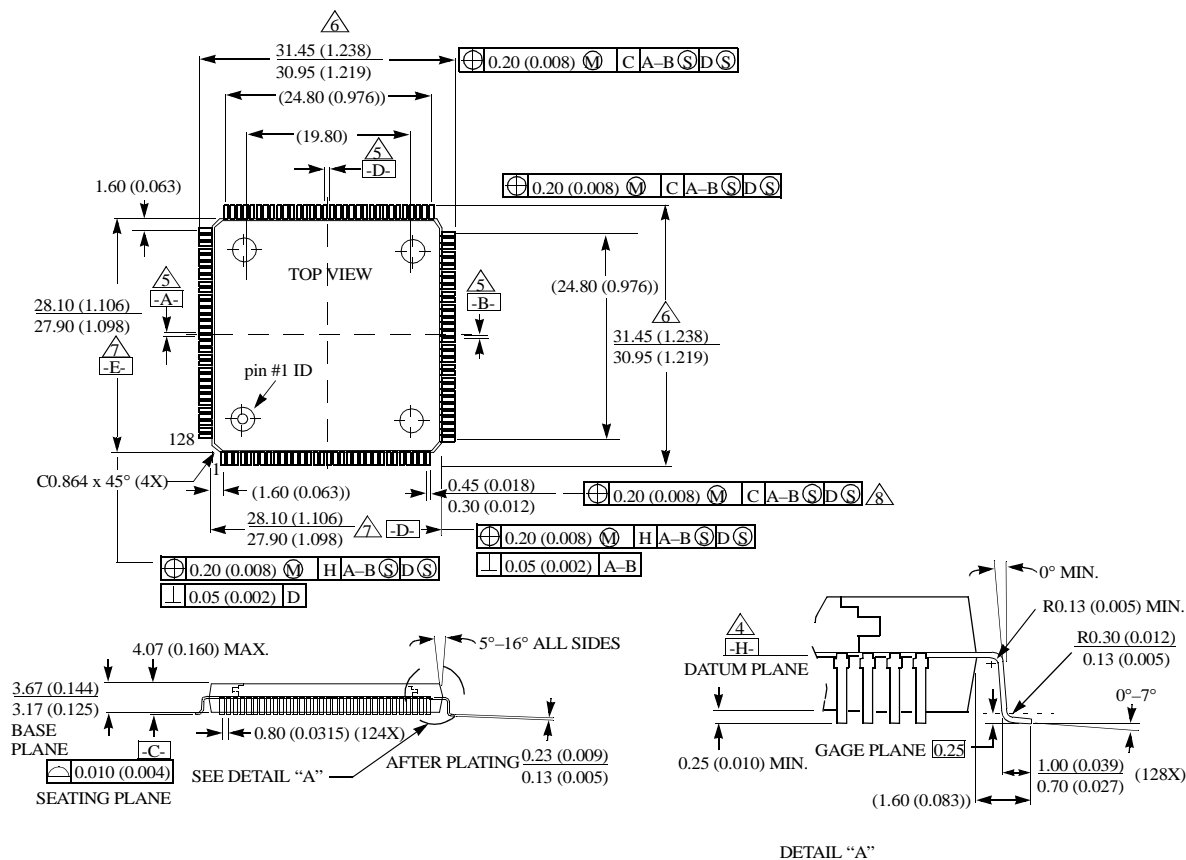 6
31.45 (1.238)
30.95 (1.219)
⌖ 0.20 (0.008) Ⓜ C A–B Ⓢ D Ⓢ
(24.80 (0.976))
(19.80)
5
-D-
1.60 (0.063)
⌖ 0.20 (0.008) Ⓜ C A–B Ⓢ D Ⓢ
TOP VIEW
5
-A-
28.10 (1.106)
27.90 (1.098)
7
-E-
5
-B-
(24.80 (0.976))
6
31.45 (1.238)
30.95 (1.219)
pin #1 ID
128
1
C0.864 x 45° (4X)
(1.60 (0.063))
0.45 (0.018)
0.30 (0.012)
⌖ 0.20 (0.008) Ⓜ C A–B Ⓢ D Ⓢ 8
28.10 (1.106)
27.90 (1.098)
7 -D-
⌖ 0.20 (0.008) Ⓜ H A–B Ⓢ D Ⓢ
⊥ 0.05 (0.002) A–B
⌖ 0.20 (0.008) Ⓜ H A–B Ⓢ D Ⓢ
⊥ 0.05 (0.002) D
4.07 (0.160) MAX.
5°–16° ALL SIDES
3.67 (0.144)
3.17 (0.125)
BASE
PLANE
-C-
⌓ 0.010 (0.004)
SEATING PLANE
0.80 (0.0315) (124X)
SEE DETAIL “A”
AFTER PLATING
0.23 (0.009)
0.13 (0.005)
0° MIN.
R0.13 (0.005) MIN.
4
-H-
DATUM PLANE
R0.30 (0.012)
0.13 (0.005)
0°–7°
0.25 (0.010) MIN.
GAGE PLANE 0.25
1.00 (0.039)
0.70 (0.027)
(128X)
(1.60 (0.083))
DETAIL “A”